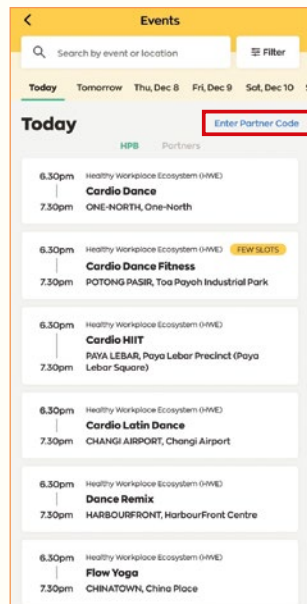 Events
Search by event or location
Filter
Today Tomorrow Thu, Dec 8 Fri, Dec 9 Sat, Dec 10
Today
Enter Partner Code
HPB Partners
6.30pm Healthy Workplace Ecosystem (HWE)
Cardio Dance
7.30pm ONE-NORTH, One-North
6.30pm Healthy Workplace Ecosystem (HWE) FEW SLOTS
Cardio Dance Fitness
7.30pm POTONG PASIR, Toa Payoh Industrial Park
6.30pm Healthy Workplace Ecosystem (HWE)
Cardio HIIT
PAYA LEBAR, Paya Lebar Precinct (Paya
7.30pm Lebar Square)
6.30pm Healthy Workplace Ecosystem (HWE)
Cardio Latin Dance
7.30pm CHANGI AIRPORT, Changi Airport
6.30pm Healthy Workplace Ecosystem (HWE)
Dance Remix
7.30pm HARBOURFRONT, HarbourFront Centre
6.30pm Healthy Workplace Ecosystem (HWE)
Flow Yoga
7.30pm CHINATOWN, China Place